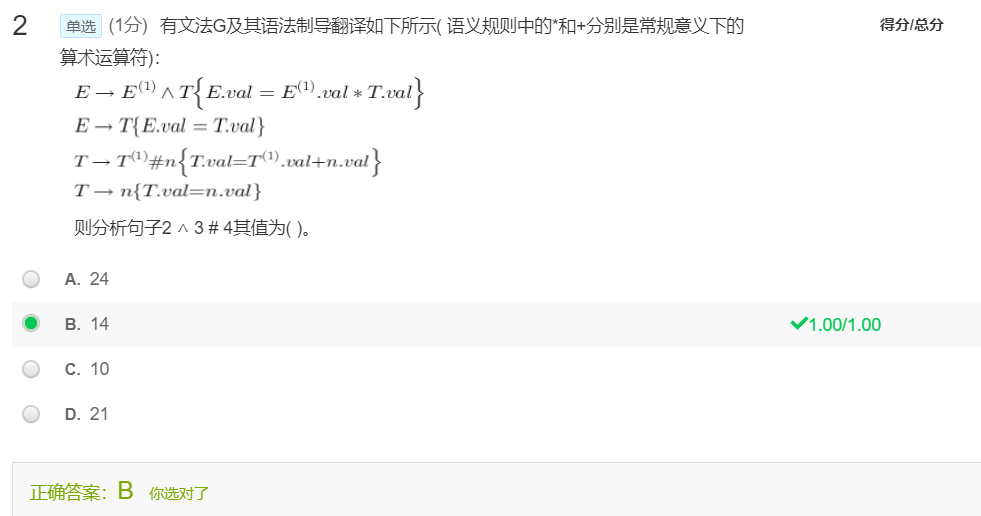 2 单选 (1分) 有文法G及其语法制导翻译如下所示( 语义规则中的*和+分别是常规意义下的 得分/总分
算术运算符):
E → E⁽¹⁾ ∧ T{E.val = E⁽¹⁾.val * T.val}
E → T{E.val = T.val}
T → T⁽¹⁾#n{T.val=T⁽¹⁾.val+n.val}
T → n{T.val=n.val}
则分析句子2 ∧ 3 # 4其值为( )。
A. 24
B. 14 ✔1.00/1.00
C. 10
D. 21
正确答案：B 你选对了